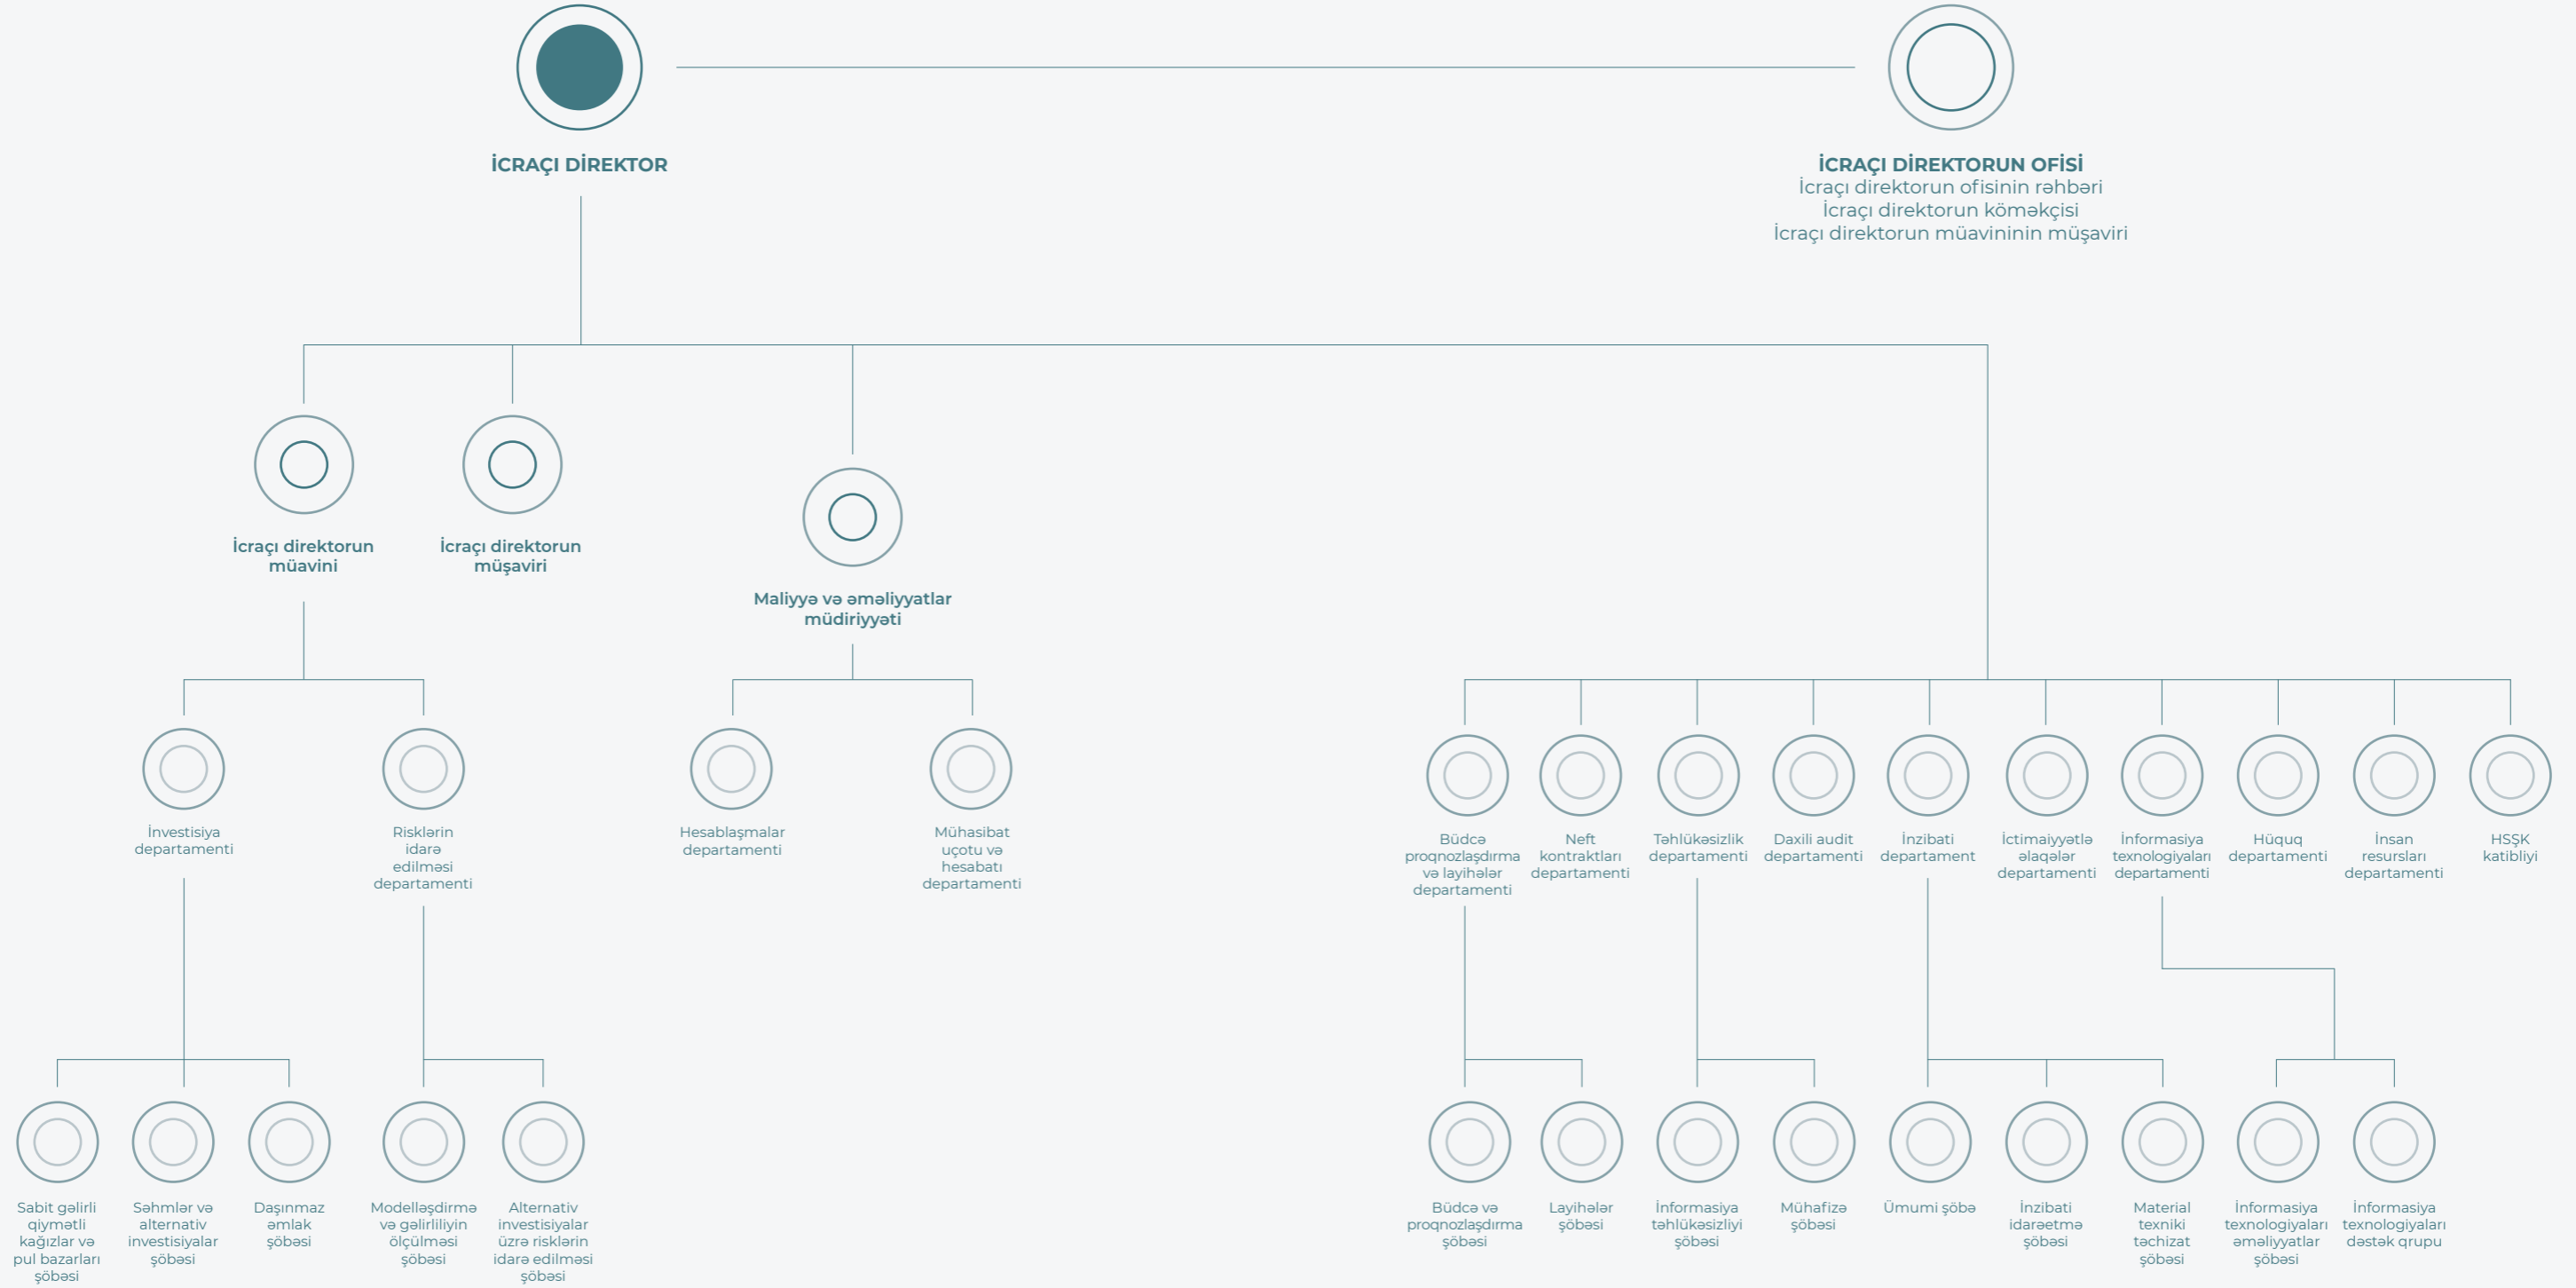 İCRAÇI DİREKTOR
İCRAÇI DİREKTORUN OFİSİ
İcraçı direktorun ofisinin rəhbəri
İcraçı direktorun köməkçisi
İcraçı direktorun müavininin müşaviri
İcraçı direktorun
müavini
İcraçı direktorun
müşaviri
Maliyyə və əməliyyatlar
müdiriyyəti
İnvestisiya
departamenti
Risklərin
idarə
edilməsi
departamenti
Hesablaşmalar
departamenti
Mühasibat
uçotu və
hesabatı
departamenti
Büdcə
proqnozlaşdırma
və layihələr
departamenti
Neft
kontraktları
departamenti
Təhlükəsizlik
departamenti
Daxili audit
departamenti
İnzibati
department
İctimaiyyətlə
əlaqələr
departamenti
İnformasiya
texnologiyaları
departamenti
Hüquq
departamenti
İnsan
resursları
departamenti
HSŞK
katibliyi
Sabit gəlirli
qiymətli
kağızlar və
pul bazarları
şöbəsi
Səhmlər və
alternativ
investisiyalar
şöbəsi
Daşınmaz
əmlak
şöbəsi
Modelləşdirmə
və gəlirliliyin
ölçülməsi
şöbəsi
Alternativ
investisiyalar
üzrə risklərin
idarə edilməsi
şöbəsi
Büdcə və
proqnozlaşdırma
şöbəsi
Layihələr
şöbəsi
İnformasiya
təhlükəsizliyi
şöbəsi
Mühafizə
şöbəsi
Ümumi şöbə
İnzibati
idarəetmə
şöbəsi
Material
texniki
təchizat
şöbəsi
İnformasiya
texnologiyaları
əməliyyatlar
şöbəsi
İnformasiya
texnologiyaları
dəstək qrupu